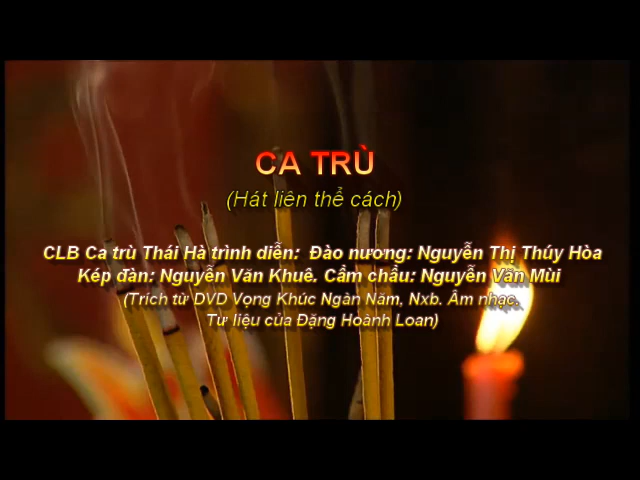 CA TRÙ
(Hát liên thể cách)
CLB Ca trù Thái Hà trình diễn: Đào nương: Nguyễn Thị Thúy Hòa
Kép đàn: Nguyễn Văn Khuê. Cầm chầu: Nguyễn Văn Mùi
(Trích từ DVD Vọng Khúc Ngàn Năm, Nxb. Âm nhạc.
Tư liệu của Đặng Hoành Loan)